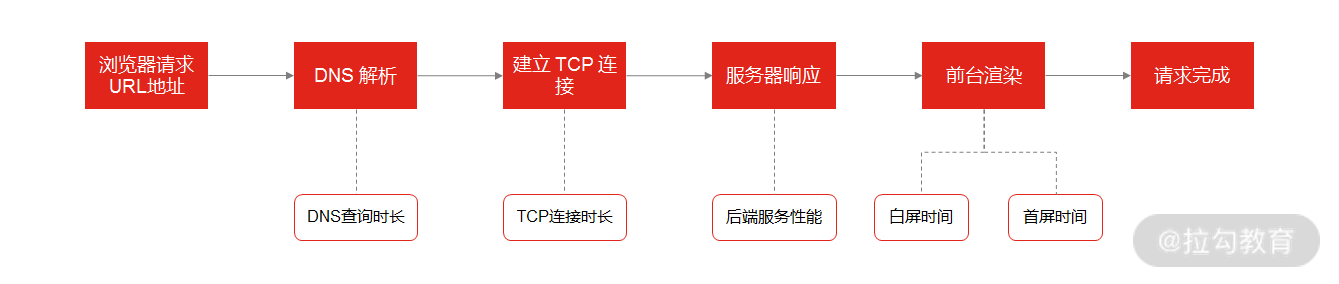 浏览器请求
URL地址
DNS 解析
建立 TCP 连
接
服务器响应
前台渲染
请求完成
DNS查询时长
TCP连接时长
后端服务性能
白屏时间
首屏时间
@拉勾教育